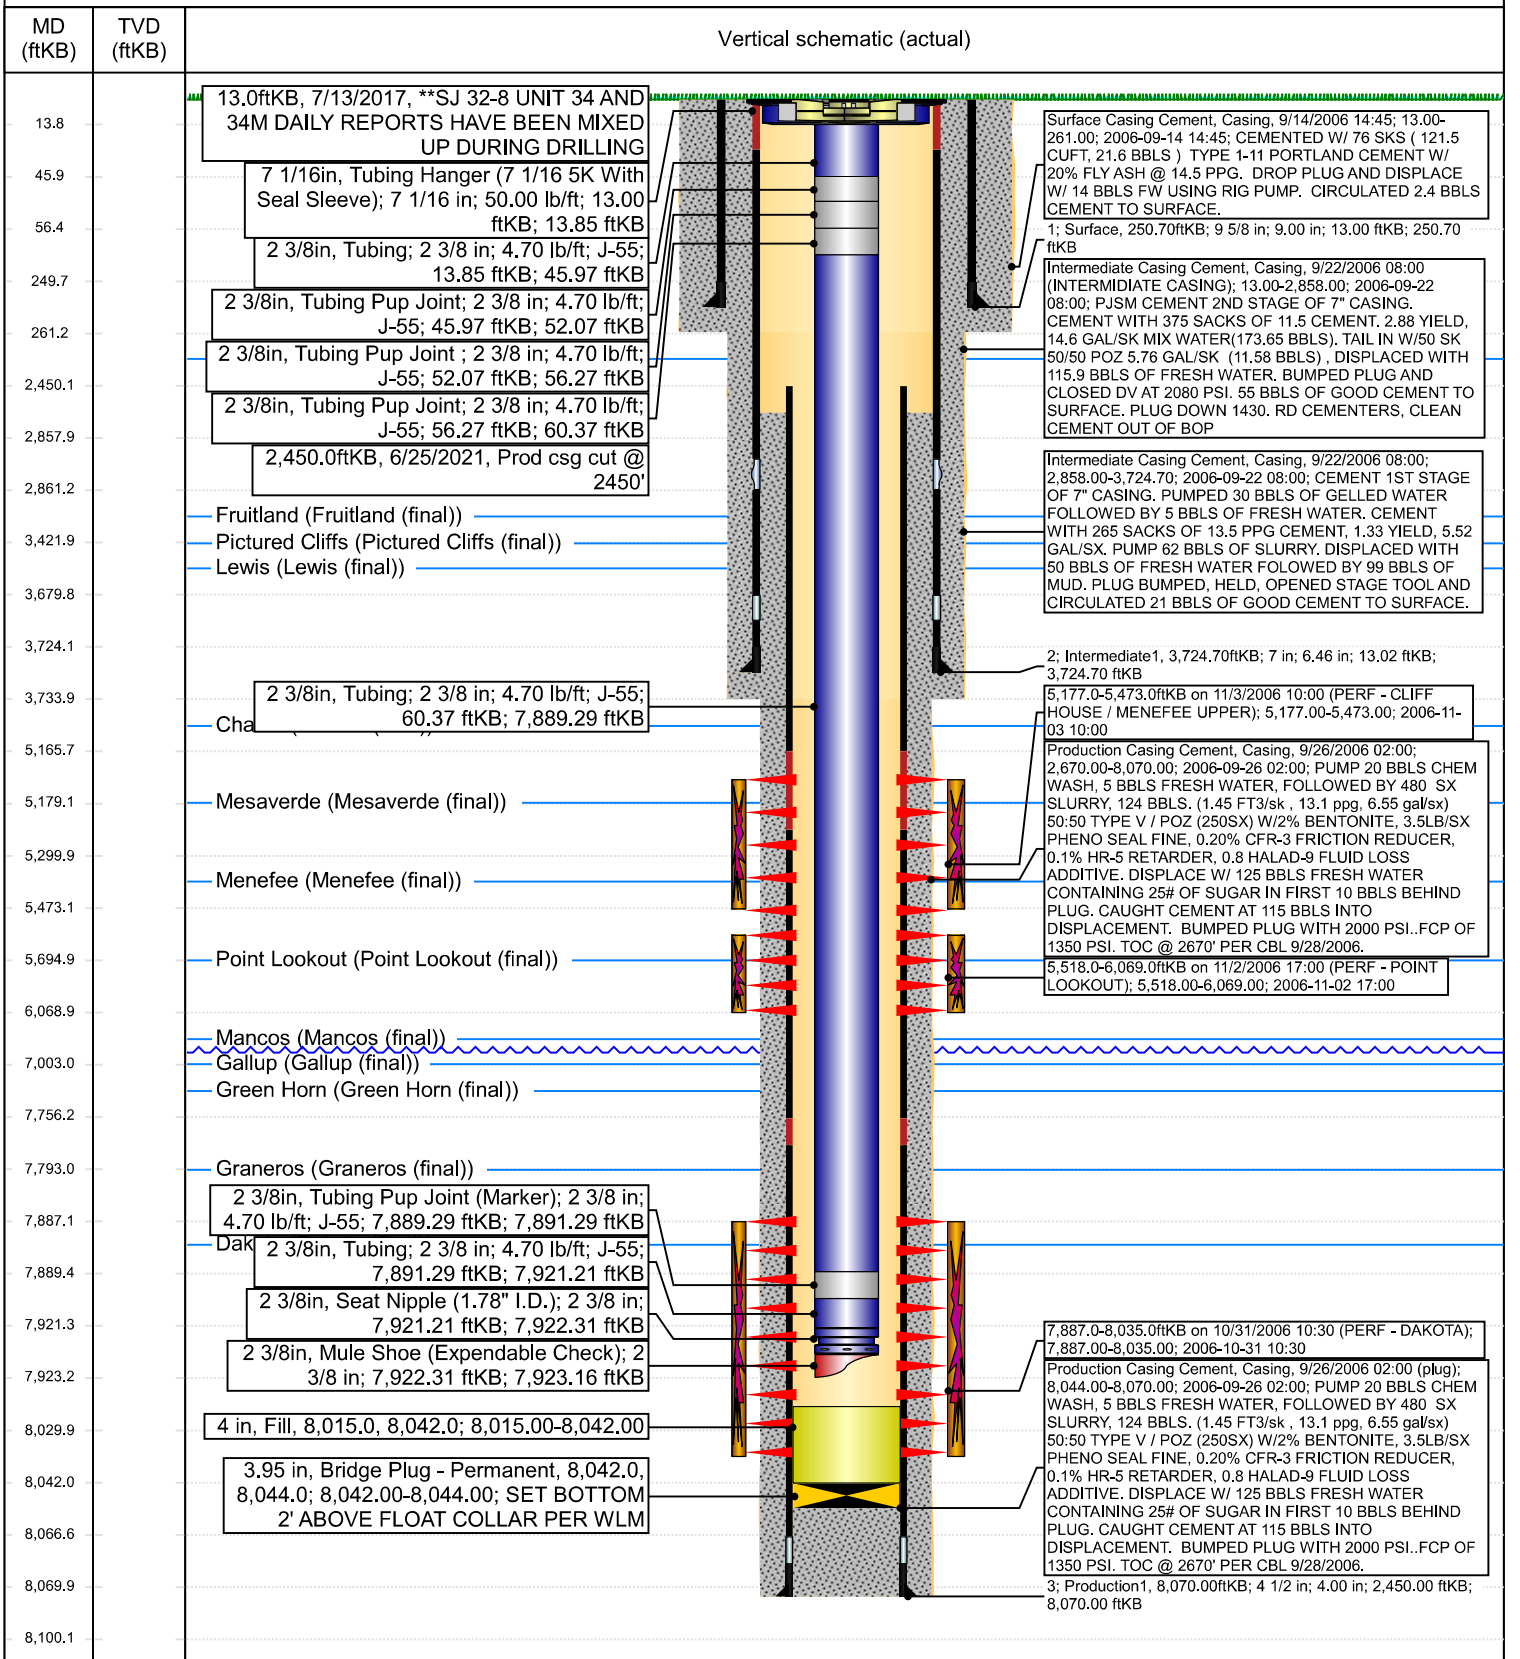 MD
(ftKB)
TVD
(ftKB)
Vertical schematic (actual)
13.8
45.9
56.4
249.7
261.2
2,450.1
2,857.9
2,861.2
3,421.9
3,679.8
3,724.1
3,733.9
5,165.7
5,179.1
5,299.9
5,473.1
5,694.9
6,068.9
7,003.0
7,756.2
7,793.0
7,887.1
7,889.4
7,921.3
7,923.2
8,029.9
8,042.0
8,066.6
8,069.9
8,100.1
13.0ftKB, 7/13/2017, **SJ 32-8 UNIT 34 AND
34M DAILY REPORTS HAVE BEEN MIXED
UP DURING DRILLING
7 1/16in, Tubing Hanger (7 1/16 5K With
Seal Sleeve); 7 1/16 in; 50.00 lb/ft; 13.00
ftKB; 13.85 ftKB
2 3/8in, Tubing; 2 3/8 in; 4.70 lb/ft; J-55;
13.85 ftKB; 45.97 ftKB
2 3/8in, Tubing Pup Joint; 2 3/8 in; 4.70 lb/ft;
J-55; 45.97 ftKB; 52.07 ftKB
2 3/8in, Tubing Pup Joint ; 2 3/8 in; 4.70 lb/ft;
J-55; 52.07 ftKB; 56.27 ftKB
2 3/8in, Tubing Pup Joint; 2 3/8 in; 4.70 lb/ft;
J-55; 56.27 ftKB; 60.37 ftKB
2,450.0ftKB, 6/25/2021, Prod csg cut @
2450'
Fruitland (Fruitland (final))
Pictured Cliffs (Pictured Cliffs (final))
Lewis (Lewis (final))
2 3/8in, Tubing; 2 3/8 in; 4.70 lb/ft; J-55;
60.37 ftKB; 7,889.29 ftKB
Cha
Mesaverde (Mesaverde (final))
Menefee (Menefee (final))
Point Lookout (Point Lookout (final))
Mancos (Mancos (final))
Gallup (Gallup (final))
Green Horn (Green Horn (final))
Graneros (Graneros (final))
2 3/8in, Tubing Pup Joint (Marker); 2 3/8 in;
4.70 lb/ft; J-55; 7,889.29 ftKB; 7,891.29 ftKB
Dak
2 3/8in, Tubing; 2 3/8 in; 4.70 lb/ft; J-55;
7,891.29 ftKB; 7,921.21 ftKB
2 3/8in, Seat Nipple (1.78" I.D.); 2 3/8 in;
7,921.21 ftKB; 7,922.31 ftKB
2 3/8in, Mule Shoe (Expendable Check); 2
3/8 in; 7,922.31 ftKB; 7,923.16 ftKB
4 in, Fill, 8,015.0, 8,042.0; 8,015.00-8,042.00
3.95 in, Bridge Plug - Permanent, 8,042.0,
8,044.0; 8,042.00-8,044.00; SET BOTTOM
2' ABOVE FLOAT COLLAR PER WLM
Surface Casing Cement, Casing, 9/14/2006 14:45; 13.00-
261.00; 2006-09-14 14:45; CEMENTED W/ 76 SKS ( 121.5
CUFT, 21.6 BBLS )  TYPE 1-11 PORTLAND CEMENT W/
20% FLY ASH @ 14.5 PPG.  DROP PLUG AND DISPLACE
W/ 14 BBLS FW USING RIG PUMP.  CIRCULATED 2.4 BBLS
CEMENT TO SURFACE.
1; Surface, 250.70ftKB; 9 5/8 in; 9.00 in; 13.00 ftKB; 250.70
ftKB
Intermediate Casing Cement, Casing, 9/22/2006 08:00
(INTERMIDIATE CASING); 13.00-2,858.00; 2006-09-22
08:00; PJSM CEMENT 2ND STAGE OF 7" CASING.
CEMENT WITH 375 SACKS OF 11.5 CEMENT. 2.88 YIELD,
14.6 GAL/SK MIX WATER(173.65 BBLS). TAIL IN W/50 SK
50/50 POZ 5.76 GAL/SK  (11.58 BBLS) , DISPLACED WITH
115.9 BBLS OF FRESH WATER. BUMPED PLUG AND
CLOSED DV AT 2080 PSI. 55 BBLS OF GOOD CEMENT TO
SURFACE. PLUG DOWN 1430. RD CEMENTERS, CLEAN
CEMENT OUT OF BOP
Intermediate Casing Cement, Casing, 9/22/2006 08:00;
2,858.00-3,724.70; 2006-09-22 08:00; CEMENT 1ST STAGE
OF 7" CASING. PUMPED 30 BBLS OF GELLED WATER
FOLLOWED BY 5 BBLS OF FRESH WATER. CEMENT
WITH 265 SACKS OF 13.5 PPG CEMENT, 1.33 YIELD, 5.52
GAL/SX. PUMP 62 BBLS OF SLURRY. DISPLACED WITH
50 BBLS OF FRESH WATER FOLOWED BY 99 BBLS OF
MUD. PLUG BUMPED, HELD, OPENED STAGE TOOL AND
CIRCULATED 21 BBLS OF GOOD CEMENT TO SURFACE.
2; Intermediate1, 3,724.70ftKB; 7 in; 6.46 in; 13.02 ftKB;
3,724.70 ftKB
5,177.0-5,473.0ftKB on 11/3/2006 10:00 (PERF - CLIFF
HOUSE / MENEFEE UPPER); 5,177.00-5,473.00; 2006-11-
03 10:00
Production Casing Cement, Casing, 9/26/2006 02:00;
2,670.00-8,070.00; 2006-09-26 02:00; PUMP 20 BBLS CHEM
WASH, 5 BBLS FRESH WATER, FOLLOWED BY 480  SX
SLURRY, 124 BBLS. (1.45 FT3/sk , 13.1 ppg, 6.55 gal/sx)
50:50 TYPE V / POZ (250SX) W/2% BENTONITE, 3.5LB/SX
PHENO SEAL FINE, 0.20% CFR-3 FRICTION REDUCER,
0.1% HR-5 RETARDER, 0.8 HALAD-9 FLUID LOSS
ADDITIVE. DISPLACE W/ 125 BBLS FRESH WATER
CONTAINING 25# OF SUGAR IN FIRST 10 BBLS BEHIND
PLUG. CAUGHT CEMENT AT 115 BBLS INTO
DISPLACEMENT.  BUMPED PLUG WITH 2000 PSI..FCP OF
1350 PSI. TOC @ 2670' PER CBL 9/28/2006.
5,518.0-6,069.0ftKB on 11/2/2006 17:00 (PERF - POINT
LOOKOUT); 5,518.00-6,069.00; 2006-11-02 17:00
7,887.0-8,035.0ftKB on 10/31/2006 10:30 (PERF - DAKOTA);
7,887.00-8,035.00; 2006-10-31 10:30
Production Casing Cement, Casing, 9/26/2006 02:00 (plug);
8,044.00-8,070.00; 2006-09-26 02:00; PUMP 20 BBLS CHEM
WASH, 5 BBLS FRESH WATER, FOLLOWED BY 480  SX
SLURRY, 124 BBLS. (1.45 FT3/sk , 13.1 ppg, 6.55 gal/sx)
50:50 TYPE V / POZ (250SX) W/2% BENTONITE, 3.5LB/SX
PHENO SEAL FINE, 0.20% CFR-3 FRICTION REDUCER,
0.1% HR-5 RETARDER, 0.8 HALAD-9 FLUID LOSS
ADDITIVE. DISPLACE W/ 125 BBLS FRESH WATER
CONTAINING 25# OF SUGAR IN FIRST 10 BBLS BEHIND
PLUG. CAUGHT CEMENT AT 115 BBLS INTO
DISPLACEMENT.  BUMPED PLUG WITH 2000 PSI..FCP OF
1350 PSI. TOC @ 2670' PER CBL 9/28/2006.
3; Production1, 8,070.00ftKB; 4 1/2 in; 4.00 in; 2,450.00 ftKB;
8,070.00 ftKB